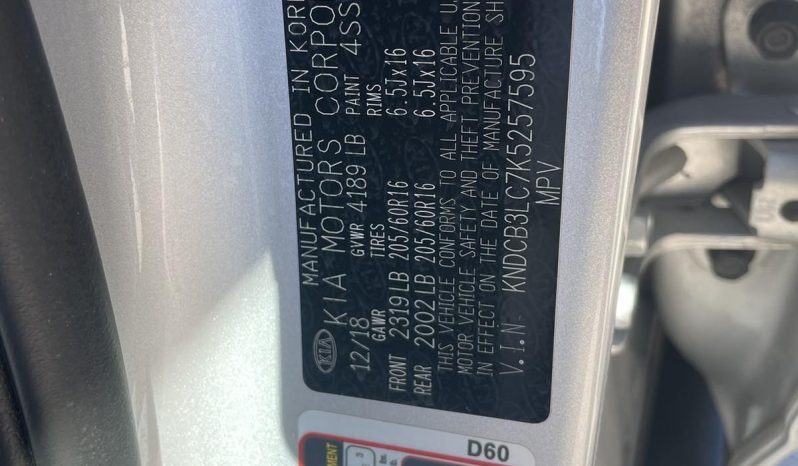 MANUFACTURED IN KOR
KIA KIA MOTORS CORPO
12/18 GVWR 4189 LB PAINT 4SS
GAWR TIRES RIMS
FRONT 2319 LB 205/60R16 6.5Jx16
REAR 2002 LB 205/60R16 6.5Jx16
THIS VEHICLE CONFORMS TO ALL APPLICABLE U
MOTOR VEHICLE SAFETY AND THEFT PREVENTION
IN EFFECT ON THE DATE OF MANUFACTURE SH
V.I.N KNDCB3LC7K5257595
MPV
D60